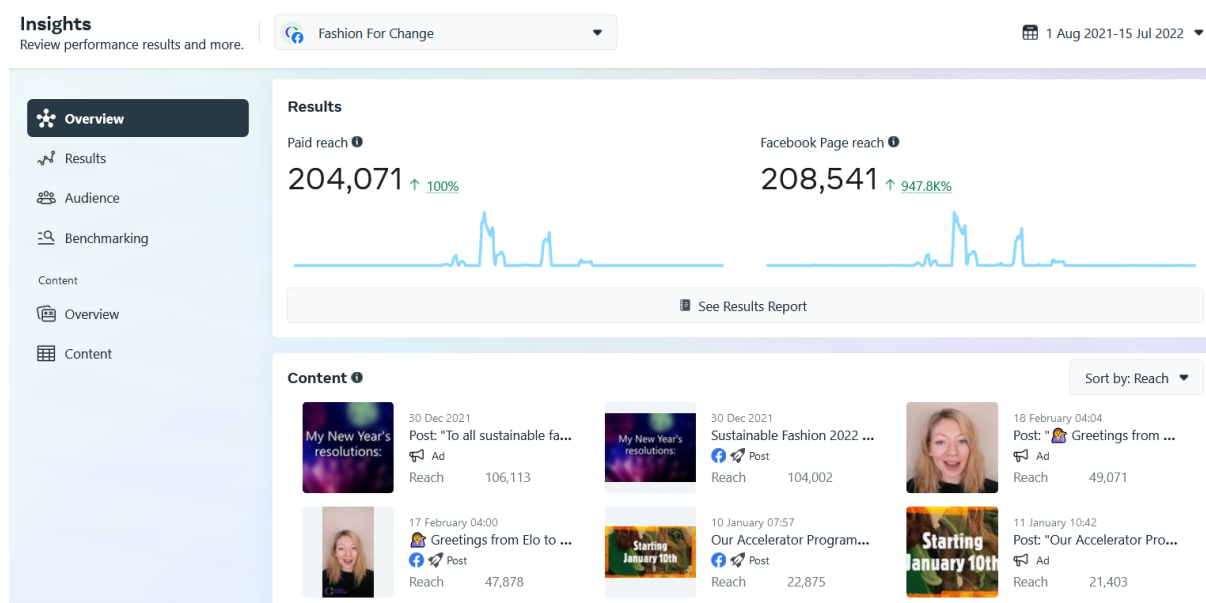 Insights
Review performance results and more.
Fashion For Change
1 Aug 2021-15 Jul 2022
Overview
Results
Audience
Benchmarking
Content
Overview
Content
Results
Paid reach
204,071 ↑ 100%
Facebook Page reach
208,541 ↑ 947.8K%
See Results Report
Content
Sort by: Reach
My New Year's
resolutions:
30 Dec 2021
Post: "To all sustainable fa...
Ad
Reach 106,113
My New Year's
resolutions:
30 Dec 2021
Sustainable Fashion 2022 ...
Post
Reach 104,002
18 February 04:04
Post: "🤷‍♀️ Greetings from ...
Ad
Reach 49,071
17 February 04:00
🤷‍♀️ Greetings from Elo to ...
Post
Reach 47,878
Starting
January 10th
10 January 07:57
Our Accelerator Program...
Post
Reach 22,875
Starting
January 10th
11 January 10:42
Post: "Our Accelerator Pro...
Ad
Reach 21,403